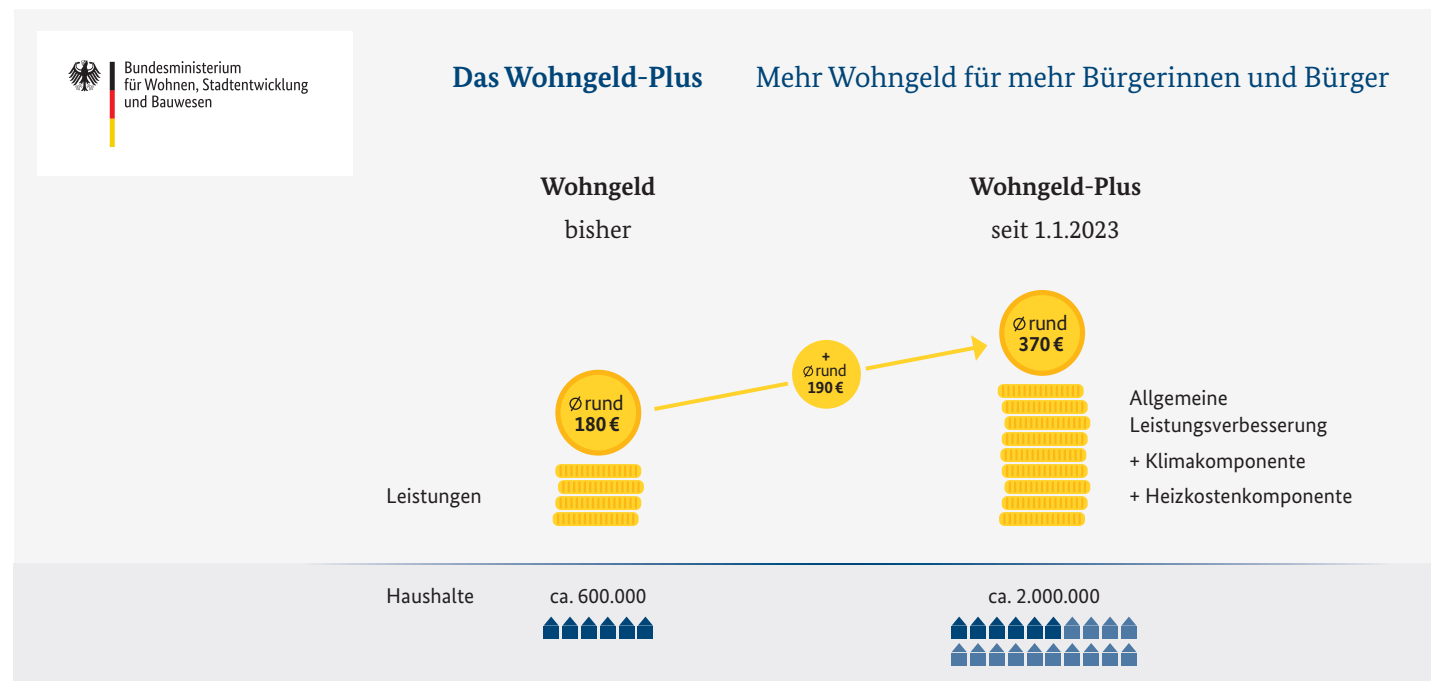 Bundesministerium
für Wohnen, Stadtentwicklung
und Bauwesen
Das Wohngeld-Plus Mehr Wohngeld für mehr Bürgerinnen und Bürger
Wohngeld
bisher
Wohngeld-Plus
seit 1.1.2023
Ø rund
180 €
+
Ø rund
190 €
Ø rund
370 €
Leistungen
Allgemeine
Leistungsverbesserung
+ Klimakomponente
+ Heizkostenkomponente
Haushalte
ca. 600.000
ca. 2.000.000